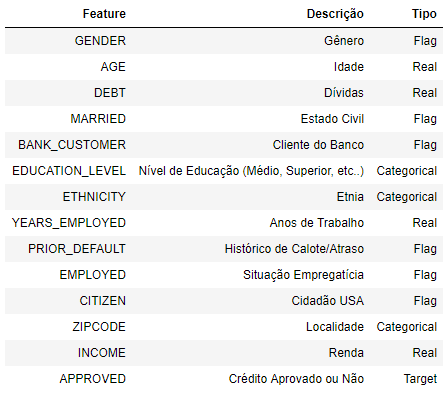 Feature Descrição Tipo
GENDER Gênero Flag
AGE Idade Real
DEBT Dívidas Real
MARRIED Estado Civil Flag
BANK_CUSTOMER Cliente do Banco Flag
EDUCATION_LEVEL Nível de Educação (Médio, Superior, etc..) Categorical
ETHNICITY Etnia Categorical
YEARS_EMPLOYED Anos de Trabalho Real
PRIOR_DEFAULT Histórico de Calote/Atraso Flag
EMPLOYED Situação Empregatícia Flag
CITIZEN Cidadão USA Flag
ZIPCODE Localidade Categorical
INCOME Renda Real
APPROVED Crédito Aprovado ou Não Target